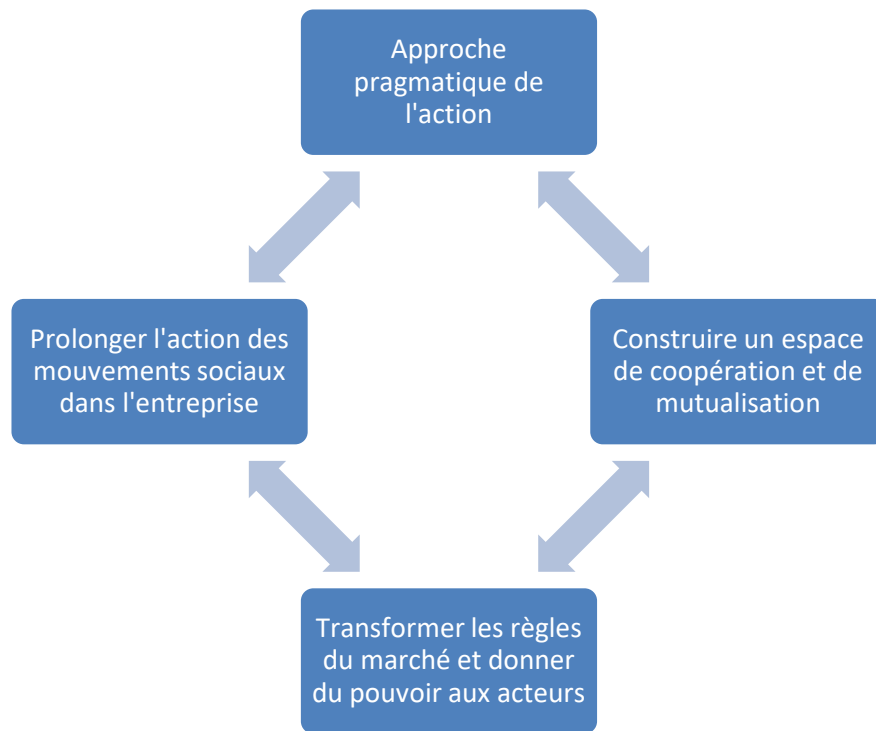 Approche
pragmatique de
l'action
Prolonger l'action des
mouvements sociaux
dans l'entreprise
Construire un espace
de coopération et de
mutualisation
Transformer les règles
du marché et donner
du pouvoir aux acteurs